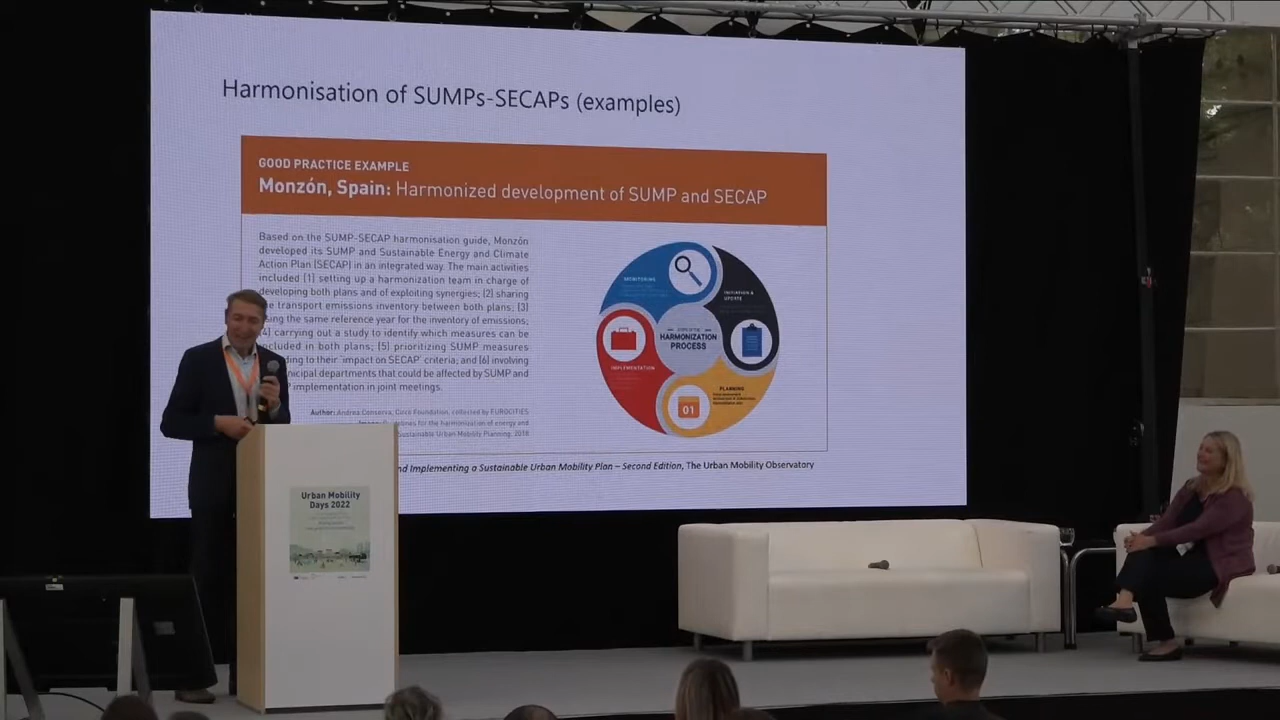 Harmonisation of SUMPs-SECAPs (examples)
GOOD PRACTICE EXAMPLE
Monzón, Spain: Harmonized development of SUMP and SECAP
Based on the SUMP-SECAP harmonisation guide, Monzón
developed its SUMP and Sustainable Energy and Climate
Action Plan (SECAP) in an integrated way. The main activities
included (1) setting up a harmonization team in charge of
developing both plans and of exploiting synergies; (2) sharing
transport emissions inventory between both plans; (3)
the same reference year for the inventory of emissions;
carrying out a study to identify which measures can be
in both plans; (5) prioritizing SUMP measures
to their 'impact on SECAP' criteria; and (6) involving
departments that could be affected by SUMP and
implementation in joint meetings.
Author: Andrea Conserva, Circe Foundation, collected by EUROCITIES
for the harmonization of energy and
Sustainable Urban Mobility Planning, 2018
MONITORING
INITIATION &
UPDATE
HARMONIZATION
PROCESS
IMPLEMENTATION
PLANNING
01
Implementing a Sustainable Urban Mobility Plan – Second Edition, The Urban Mobility Observatory
Urban Mobility
Days 2022